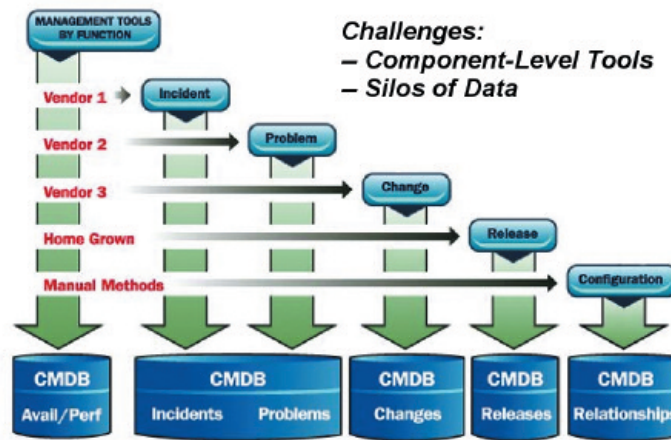 MANAGEMENT TOOLS
BY FUNCTION
Challenges:
– Component-Level Tools
– Silos of Data
Vendor 1
Incident
Vendor 2
Problem
Vendor 3
Change
Home Grown
Release
Manual Methods
Configuration
CMDB
Avail/Perf
CMDB
Incidents Problems
CMDB
Changes
CMDB
Releases
CMDB
Relationships